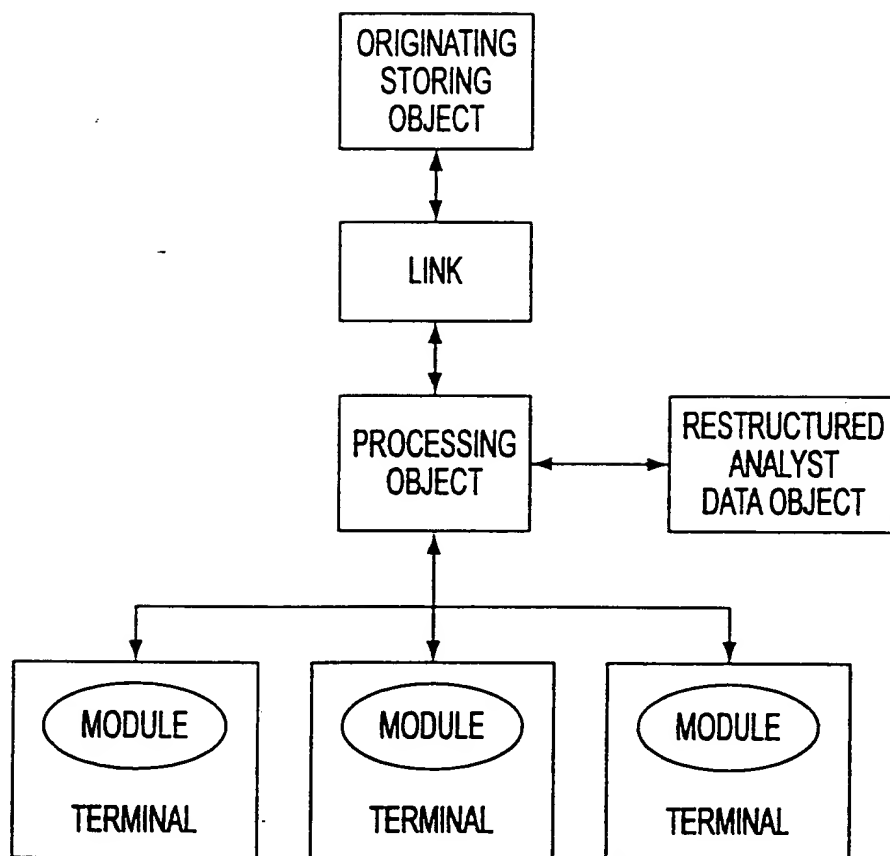 ORIGINATING
STORING
OBJECT
LINK
PROCESSING
OBJECT
RESTRUCTURED
ANALYST
DATA OBJECT
MODULE
TERMINAL
MODULE
TERMINAL
MODULE
TERMINAL